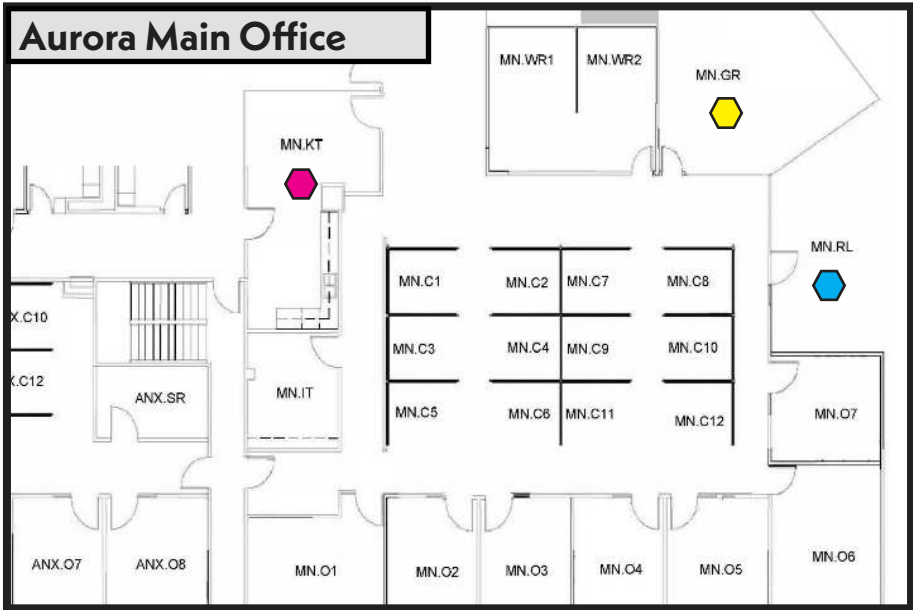 Aurora Main Office
MN.WR1
MN.WR2
MN.GR
MN.KT
MN.RL
MN.C1
MN.C2
MN.C7
MN.C8
X.C10
MN.C3
MN.C4
MN.C9
MN.C10
X.C12
ANX.SR
MN.IT
MN.C5
MN.C6
MN.C11
MN.C12
MN.O7
ANX.O7
ANX.O8
MN.O1
MN.O2
MN.O3
MN.O4
MN.O5
MN.O6